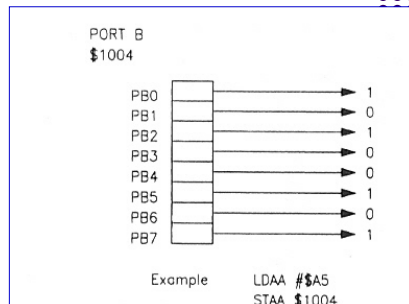 PORT B
$1004
PB0 1
PB1 0
PB2 1
PB3 0
PB4 0
PB5 1
PB6 0
PB7 1
Example LDAA #$A5
STAA $1004